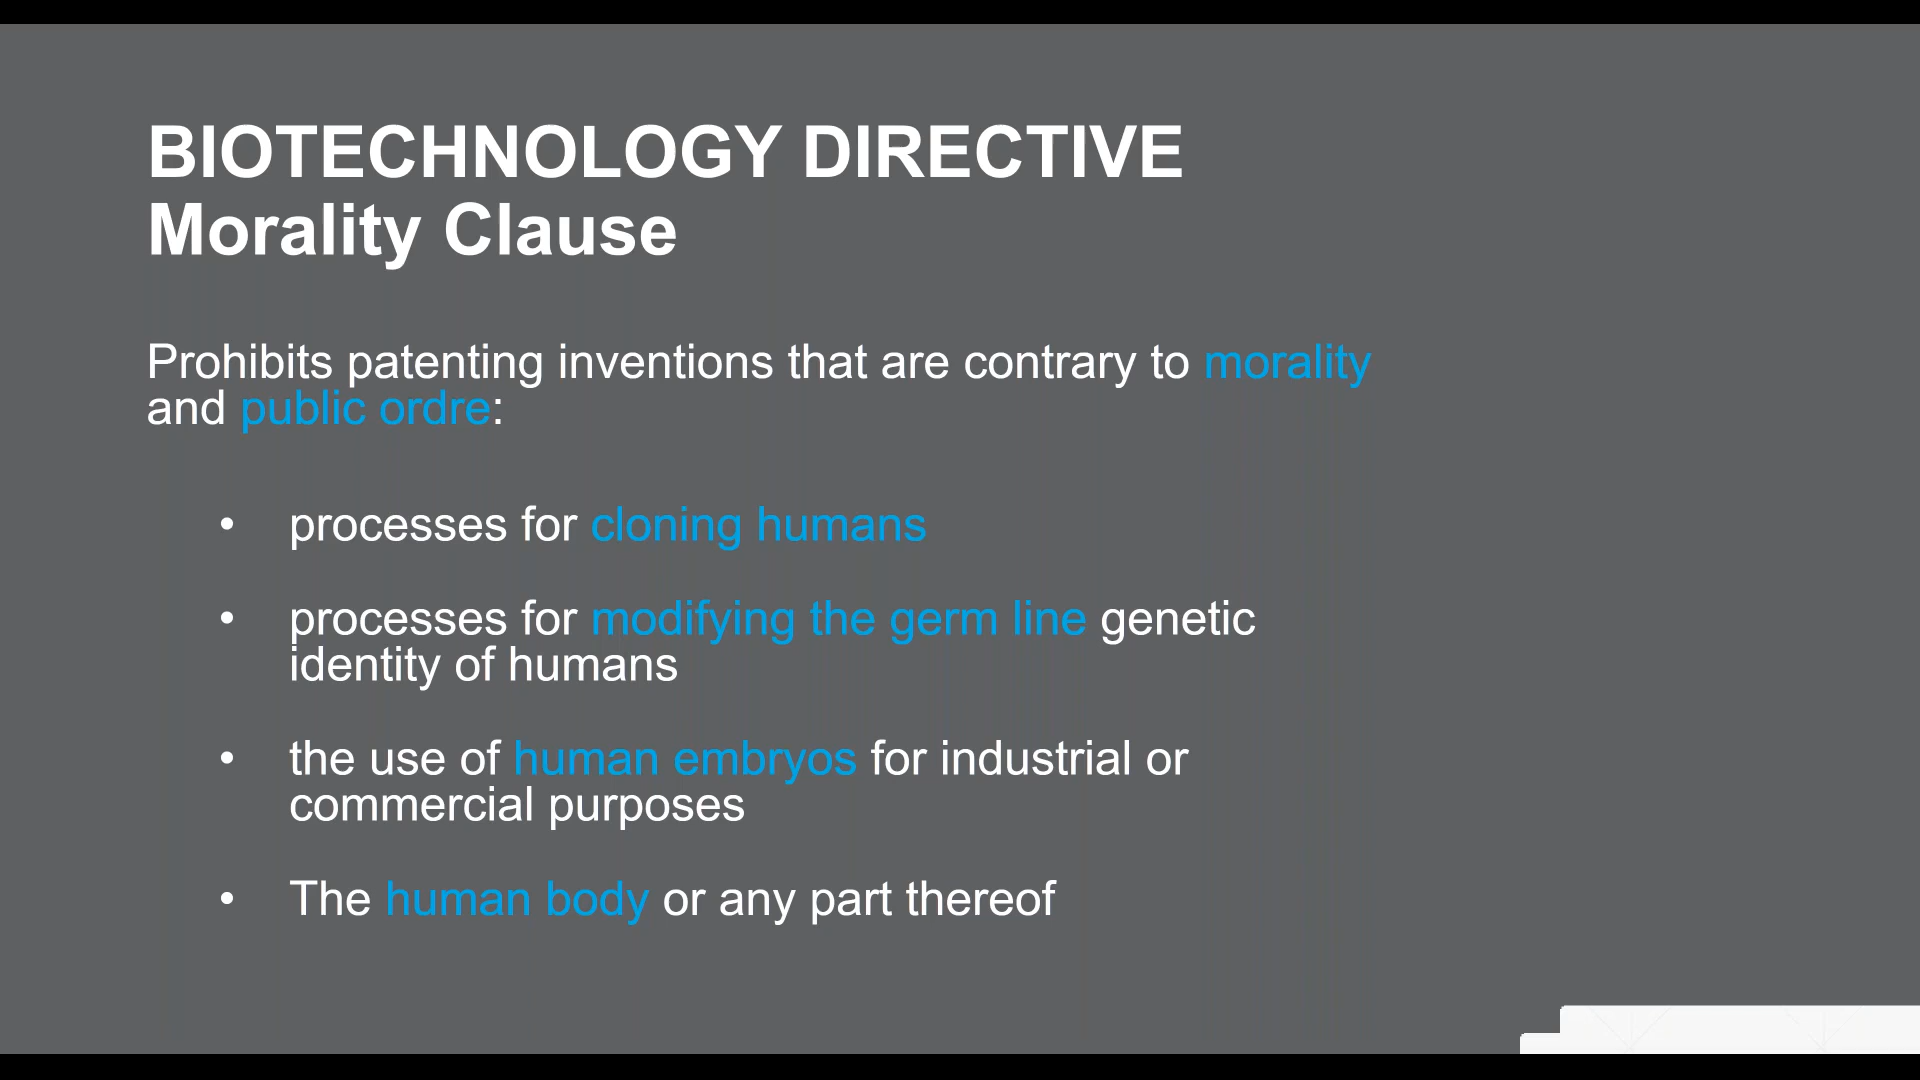 BIOTECHNOLOGY DIRECTIVE
Morality Clause
Prohibits patenting inventions that are contrary to morality
and public ordre:
• processes for cloning humans
• processes for modifying the germ line genetic
identity of humans
• the use of human embryos for industrial or
commercial purposes
• The human body or any part thereof